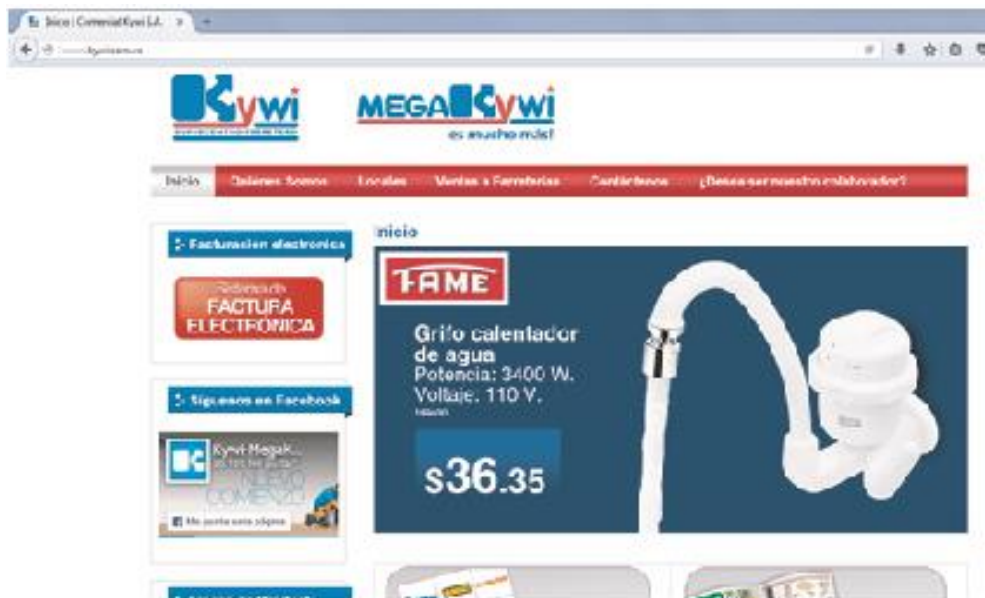 Inicio | Comercial Kywi S.A.
Kywi
MEGA Kywi
es mucho más!
Inicio Quiénes Somos Locales Ventas a Ferreterías Contáctenos ¿Desea ser nuestro colaborador?
Facturación electronica
FACTURA
ELECTRÓNICA
Síguenos en Facebook
Kywi-MegaK...
NUEVO
COMIENZO
Me gusta esta página
Inicio
FAME
Grifo calentador
de agua
Potencia: 3400 W.
Voltaje. 110 V.
$36.35